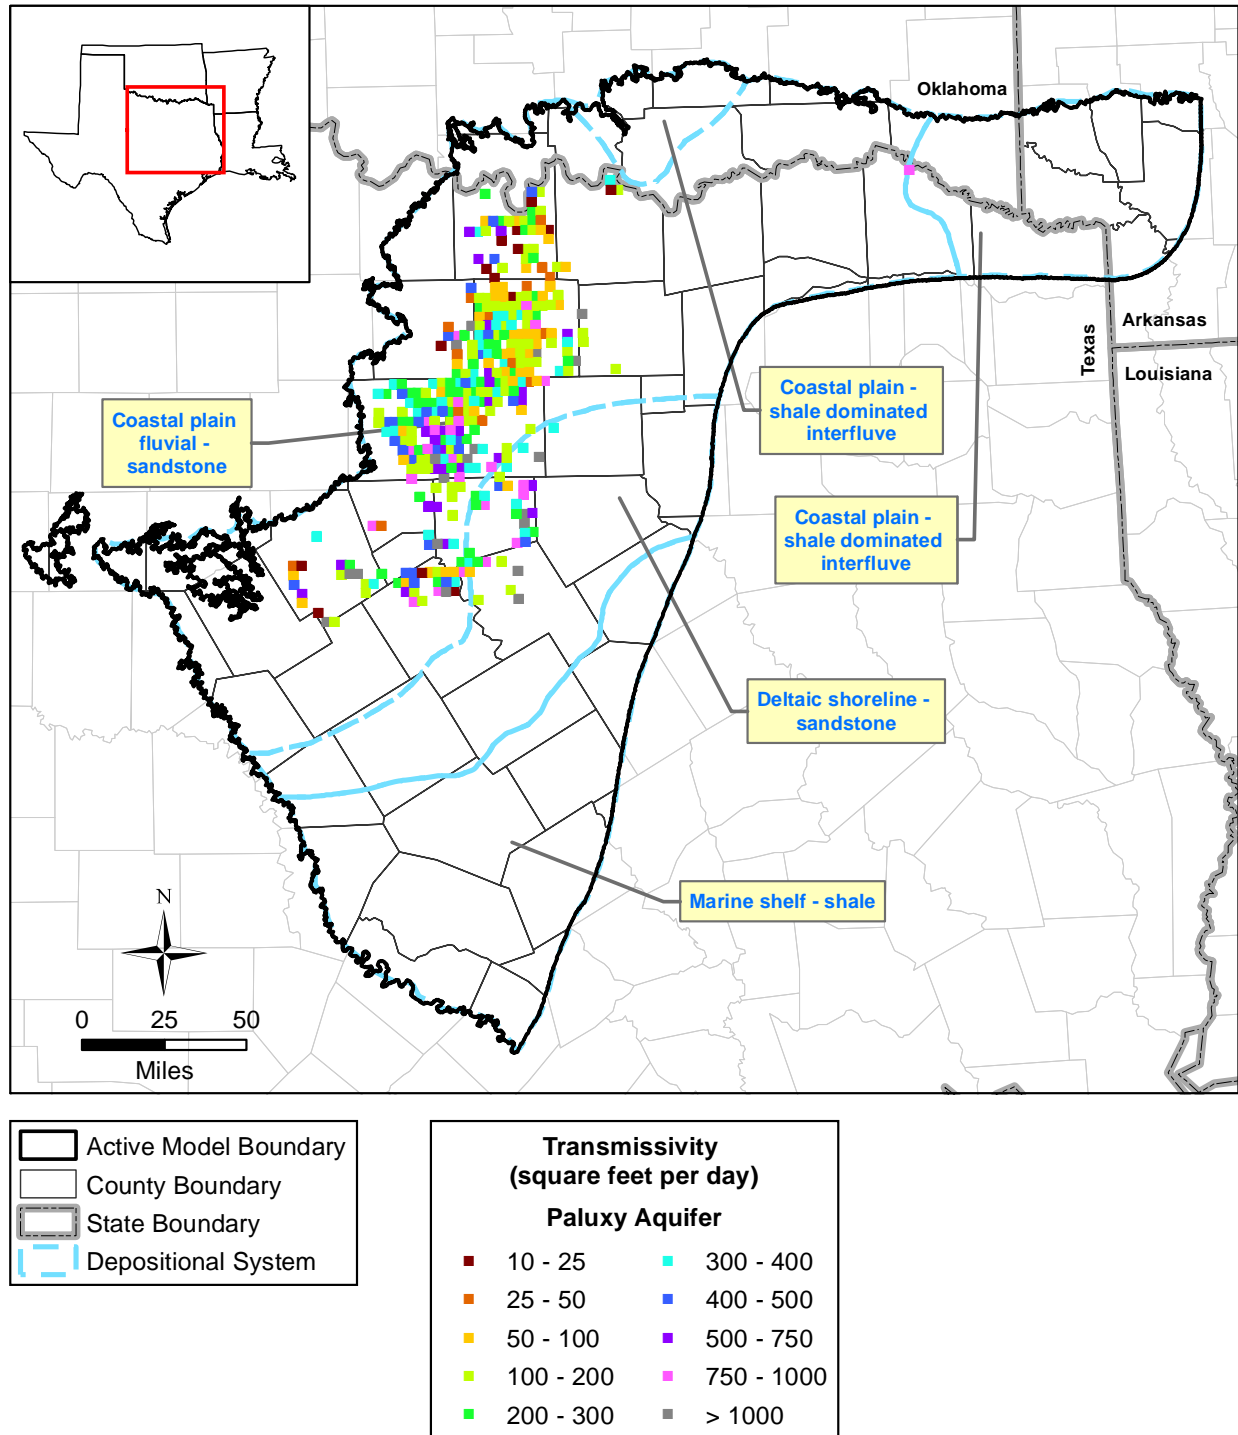 Oklahoma
Texas
Arkansas
Louisiana
Coastal plain
fluvial -
sandstone
Coastal plain -
shale dominated
interfluve
Coastal plain -
shale dominated
interfluve
Deltaic shoreline -
sandstone
Marine shelf - shale
N
0 25 50
Miles
Active Model Boundary
County Boundary
State Boundary
Depositional System
Transmissivity
(square feet per day)
Paluxy Aquifer
10 - 25
25 - 50
50 - 100
100 - 200
200 - 300
300 - 400
400 - 500
500 - 750
750 - 1000
> 1000